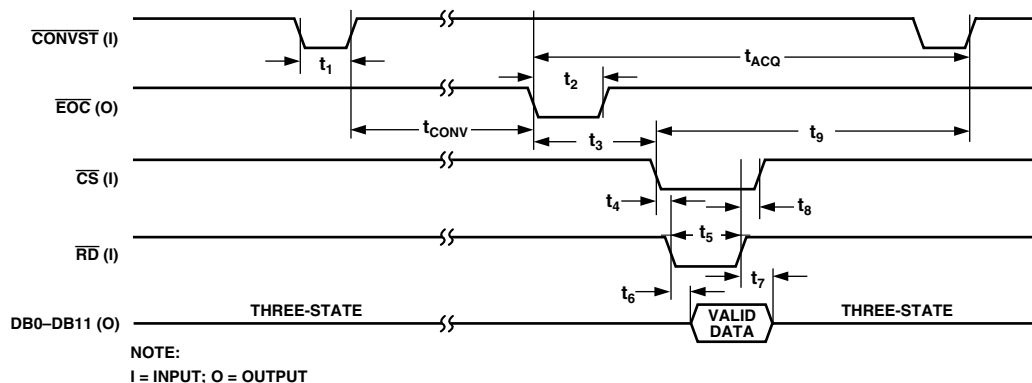 CONVST (I)
t1
tACQ
t2
EOC (O)
tCONV
t3
t9
CS (I)
t4
t8
t5
RD (I)
t7
t6
THREE-STATE
THREE-STATE
DB0–DB11 (O)
VALID
DATA
NOTE:
I = INPUT; O = OUTPUT